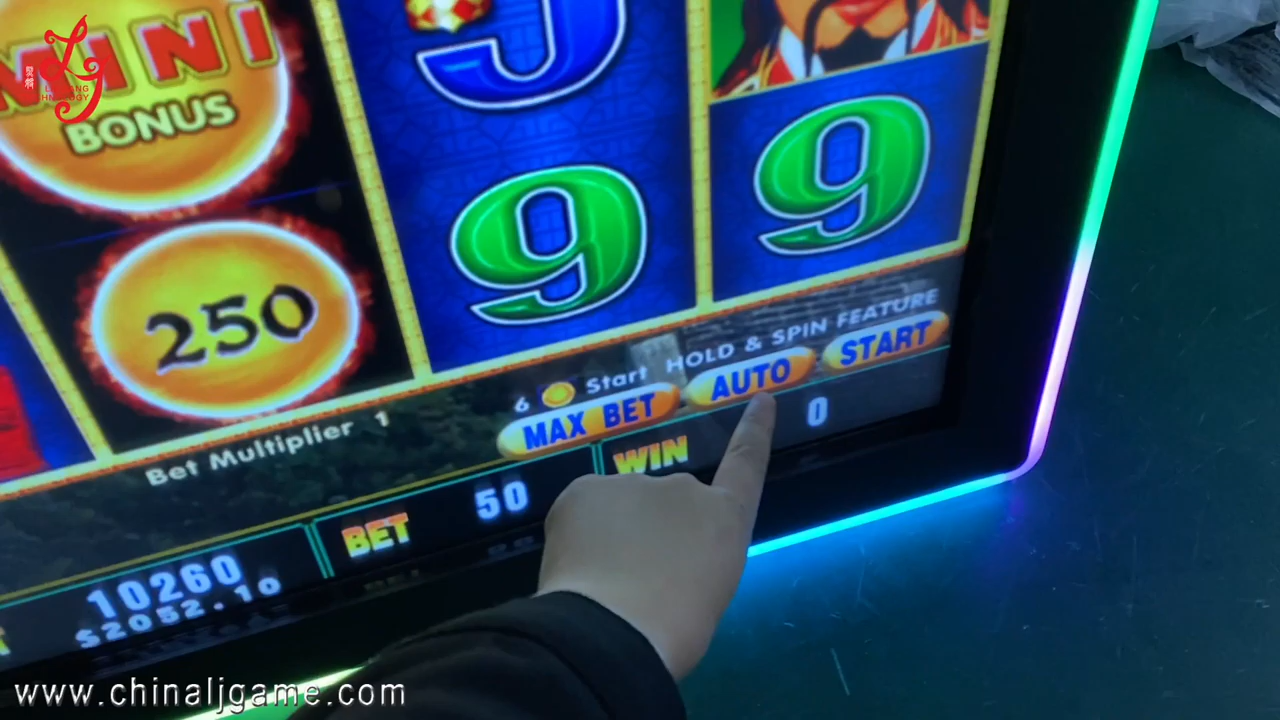 MINI
BONUS
J
9
9
250
6 Start HOLD & SPIN FEATURE
MAX BET AUTO START
Bet Multiplier 1
BET 50 WIN 0
10260
$2052.10
www.chinaljgame.com